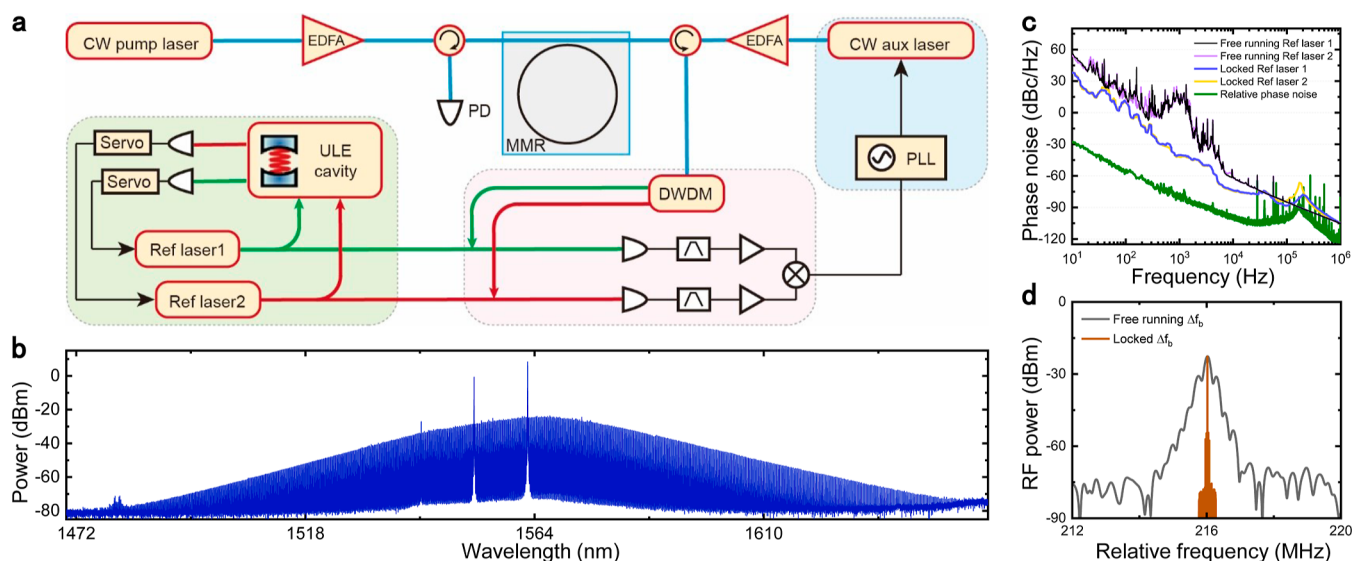 a
CW pump laser
EDFA
EDFA
CW aux laser
PD
MMR
PLL
Servo
Servo
ULE
cavity
DWDM
Ref laser1
Ref laser2
b
Power (dBm)
0
-20
-40
-60
-80
1472
1518
1564
1610
Wavelength (nm)
c
Phase noise (dBc/Hz)
60
30
0
-30
-60
-90
-120
Free running Ref laser 1
Free running Ref laser 2
Locked Ref laser 1
Locked Ref laser 2
Relative phase noise
10¹
10²
10³
10⁴
10⁵
10⁶
Frequency (Hz)
d
RF power (dBm)
0
-30
-60
-90
Free running Δf_b
Locked Δf_b
212
216
220
Relative frequency (MHz)